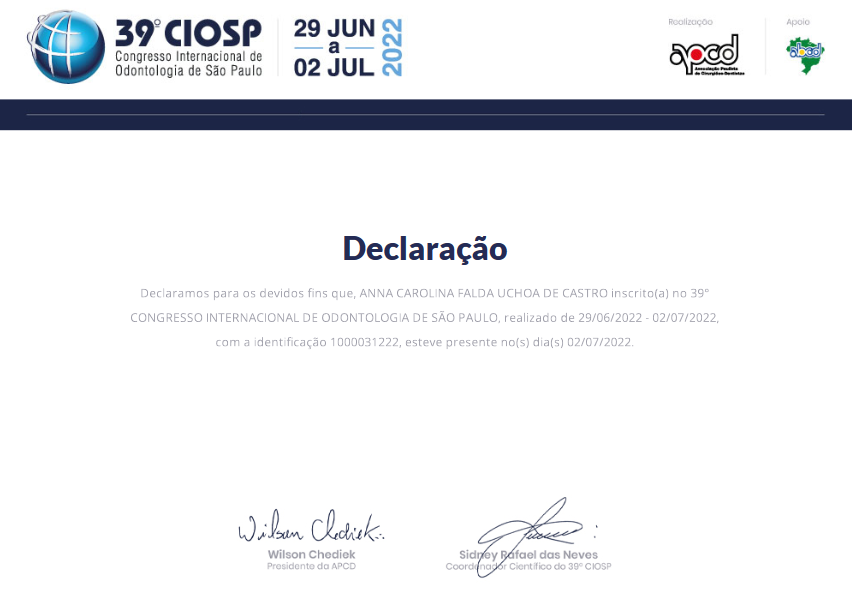 39º CIOSP
Congresso Internacional de
Odontologia de São Paulo
29 JUN
a
02 JUL
2022
Realização
apcd
Associação Paulista
de Cirurgiões-Dentistas
Apoio
abcd
Declaração
Declaramos para os devidos fins que, ANNA CAROLINA FALDA UCHOA DE CASTRO inscrito(a) no 39º
CONGRESSO INTERNACIONAL DE ODONTOLOGIA DE SÃO PAULO, realizado de 29/06/2022 - 02/07/2022,
com a identificação 1000031222, esteve presente no(s) dia(s) 02/07/2022.
Wilson Chediek
Wilson Chediek
Presidente da APCD
Sidney Rafael das Neves
Coordenador Científico do 39º CIOSP